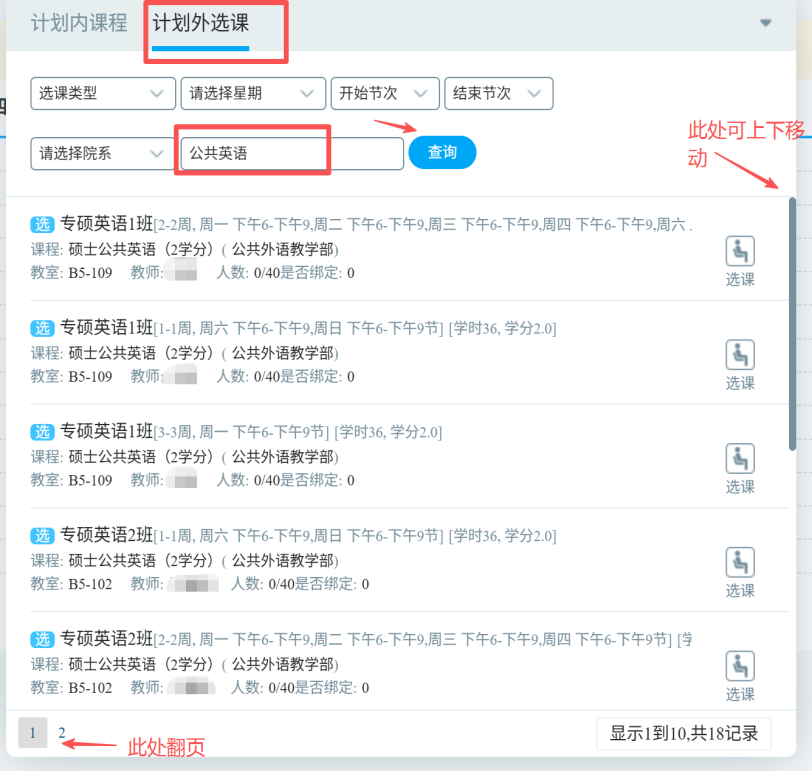 计划内课程 计划外选课
选课类型 请选择星期 开始节次 结束节次
请选择院系 公共英语 查询
此处可上下移动
选 专硕英语1班[2-2周, 周一 下午6-下午9,周二 下午6-下午9,周三 下午6-下午9,周四 下午6-下午9,周六 .
课程: 硕士公共英语（2学分）( 公共外语教学部)
教室: B5-109 教师: 人数: 0/40是否绑定: 0
选课
选 专硕英语1班[1-1周, 周六 下午6-下午9,周日 下午6-下午9节] [学时36, 学分2.0]
课程: 硕士公共英语（2学分）( 公共外语教学部)
教室: B5-109 教师: 人数: 0/40是否绑定: 0
选课
选 专硕英语1班[3-3周, 周一 下午6-下午9节] [学时36, 学分2.0]
课程: 硕士公共英语（2学分）( 公共外语教学部)
教室: B5-109 教师: 人数: 0/40是否绑定: 0
选课
选 专硕英语2班[1-1周, 周六 下午6-下午9,周日 下午6-下午9节] [学时36, 学分2.0]
课程: 硕士公共英语（2学分）( 公共外语教学部)
教室: B5-102 教师: 人数: 0/40是否绑定: 0
选课
选 专硕英语2班[2-2周, 周一 下午6-下午9,周二 下午6-下午9,周三 下午6-下午9,周四 下午6-下午9节] [学
课程: 硕士公共英语（2学分）( 公共外语教学部)
教室: B5-102 教师: 人数: 0/40是否绑定: 0
选课
1 2 此处翻页 显示1到10,共18记录